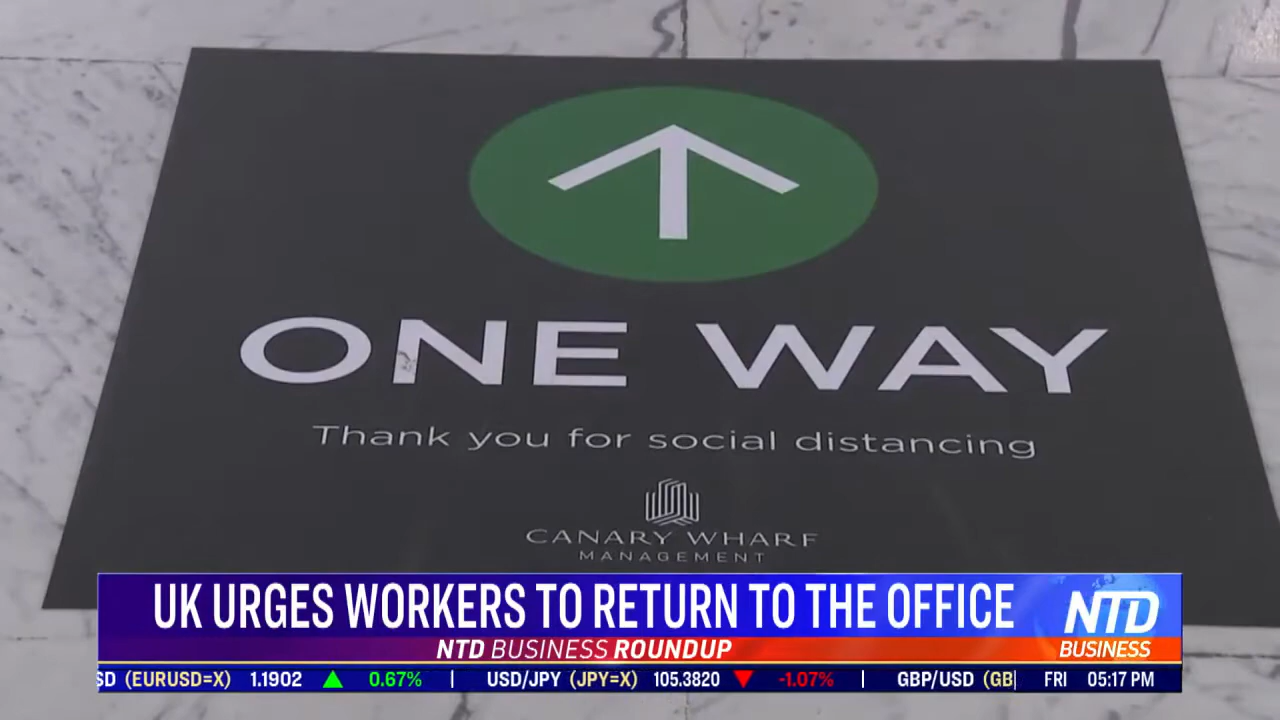 ONE WAY
Thank you for social distancing
CANARY WHARF
MANAGEMENT
UK URGES WORKERS TO RETURN TO THE OFFICE
NTD BUSINESS ROUNDUP
NTD
BUSINESS
SD (EURUSD=X) 1.1902 ▲ 0.67% | USD/JPY (JPY=X) 105.3820 ▼ -1.07% | GBP/USD (GB FRI 05:17 PM